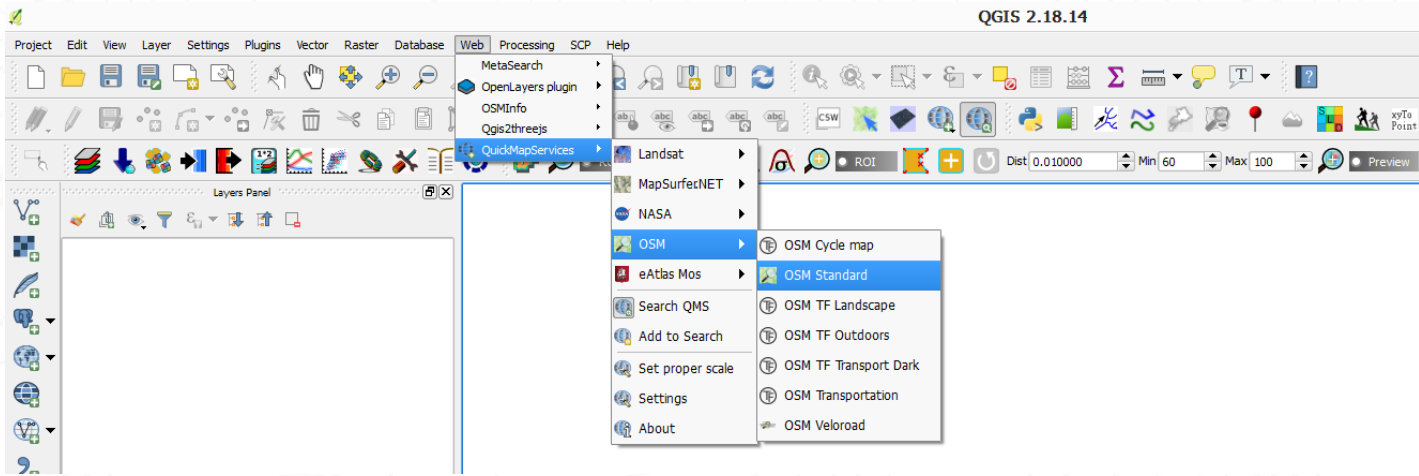 QGIS 2.18.14
Project Edit View Layer Settings Plugins Vector Raster Database Web Processing SCP Help
MetaSearch
OpenLayers plugin
OSMInfo
Qgis2threejs
QuickMapServices
CSW
xyTo
Point
ROI
Dist 0.010000
Min 60
Max 100
Preview
Layers Panel
Landsat
MapSurferNET
NASA
OSM
eAtlas Mos
Search QMS
Add to Search
Set proper scale
Settings
About
OSM Cycle map
OSM Standard
OSM TF Landscape
OSM TF Outdoors
OSM TF Transport Dark
OSM Transportation
OSM Veloroad